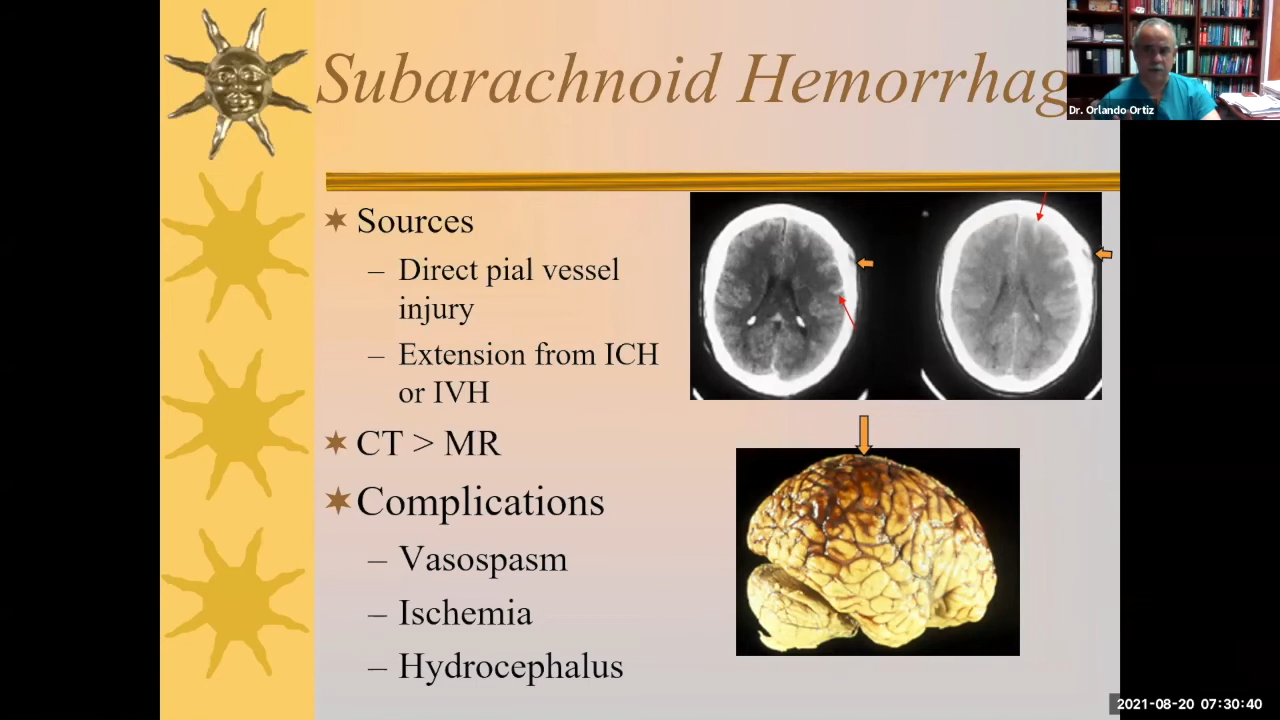 Subarachnoid Hemorrhag
Dr. Orlando Ortiz
Sources
– Direct pial vessel
injury
– Extension from ICH
or IVH
CT > MR
Complications
– Vasospasm
– Ischemia
– Hydrocephalus
2021-08-20 07:30:40